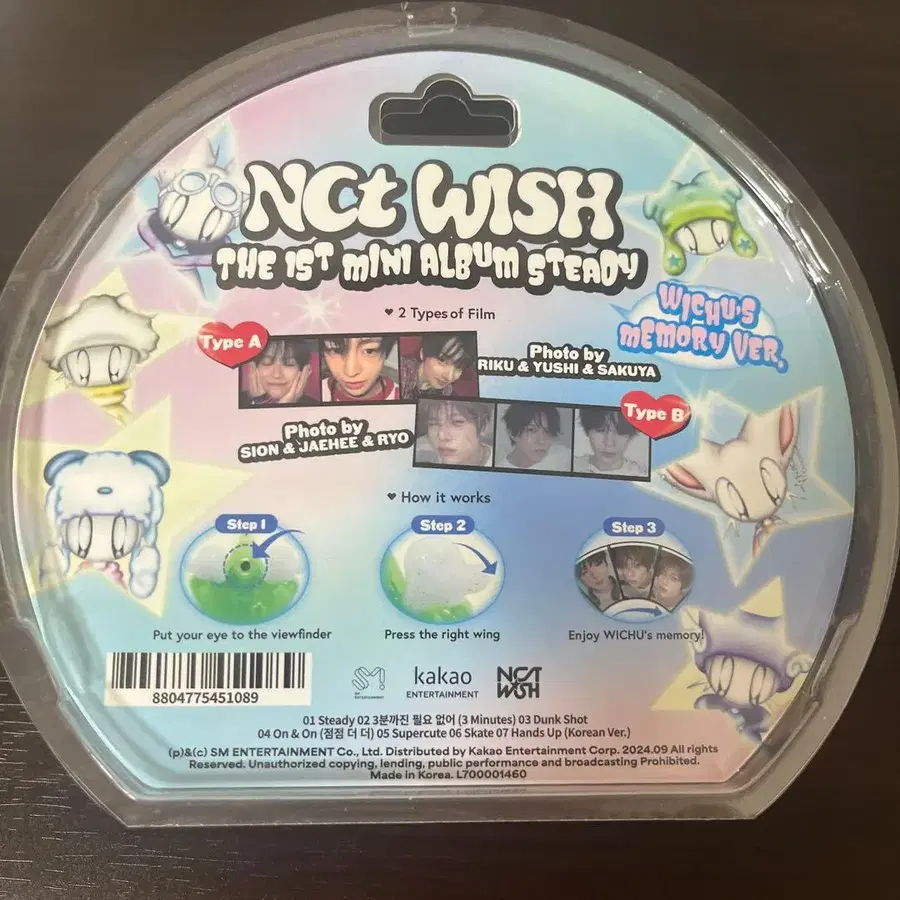 NCT WISH
THE 1ST MINI ALBUM STEADY
WICHU'S
MEMORY VER.
♥ 2 Types of Film
Type A
Photo by
RIKU & YUSHI & SAKUYA
Type B
Photo by
SION & JAEHEE & RYO
♥ How it works
Step 1
Step 2
Step 3
Put your eye to the viewfinder
Press the right wing
Enjoy WICHU's memory!
8804775451089
SM
SM ENTERTAINMENT
kakao
ENTERTAINMENT
NCT
WISH
01 Steady 02 3분까진 필요 없어 (3 Minutes) 03 Dunk Shot
04 On & On (점점 더 더) 05 Supercute 06 Skate 07 Hands Up (Korean Ver.)
(p)&(c) SM ENTERTAINMENT Co., Ltd. Distributed by Kakao Entertainment Corp. 2024.09 All rights
Reserved. Unauthorized copying, lending, public performance and broadcasting Prohibited.
Made in Korea. L700001460